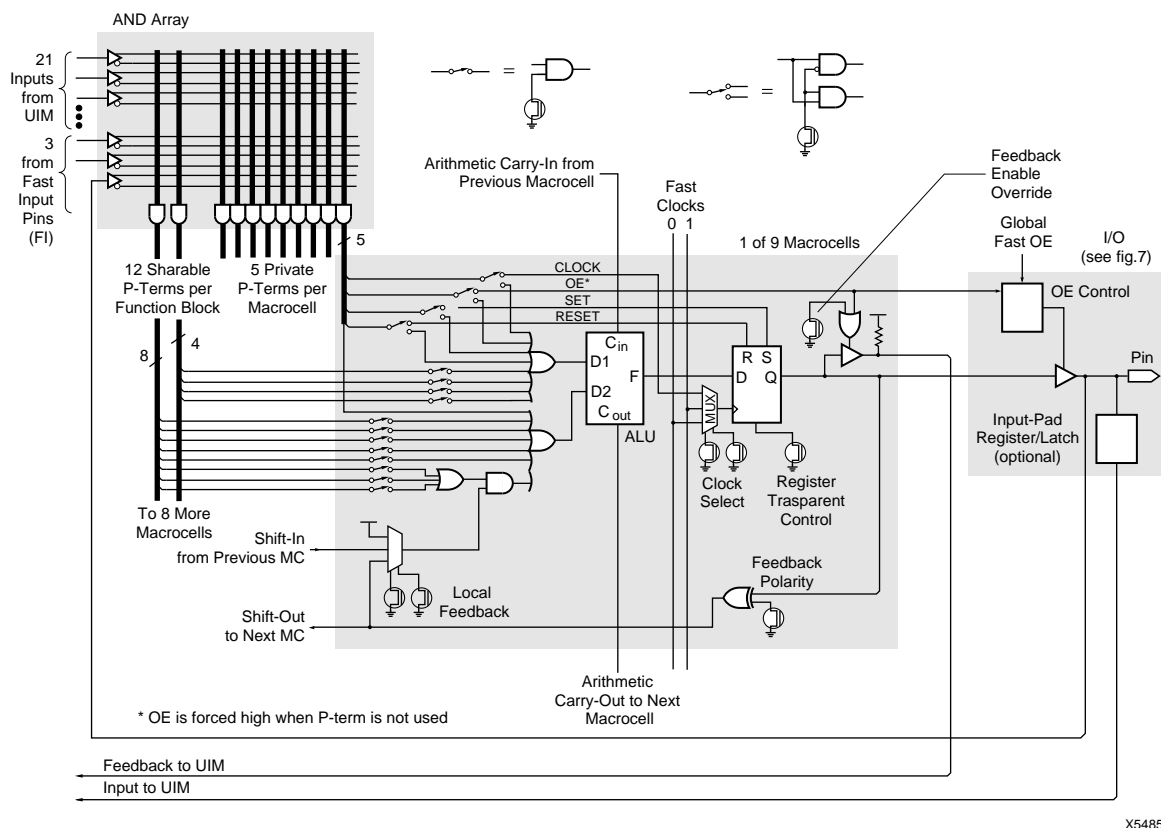 AND Array
21
Inputs
from
UIM
3
from
Fast
Input
Pins
(FI)
=
=
Arithmetic Carry-In from
Previous Macrocell
Fast
Clocks
0 1
Feedback
Enable
Override
Global
Fast OE
I/O
(see fig.7)
1 of 9 Macrocells
5
12 Sharable
P-Terms per
Function Block
5 Private
P-Terms per
Macrocell
CLOCK
OE*
SET
RESET
OE Control
8
4
C in
D1
D2
F
C out
ALU
R S
D Q
MUX
Pin
Input-Pad
Register/Latch
(optional)
Clock
Select
Register
Trasparent
Control
To 8 More
Macrocells
Shift-In
from Previous MC
Local
Feedback
Feedback
Polarity
Shift-Out
to Next MC
Arithmetic
Carry-Out to Next
Macrocell
* OE is forced high when P-term is not used
Feedback to UIM
Input to UIM
X5485